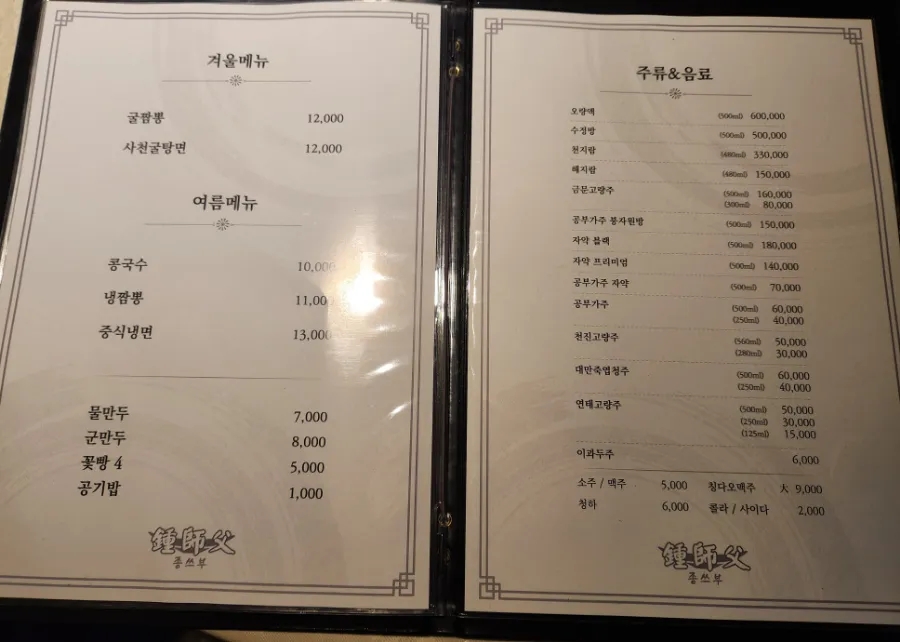 겨울메뉴
굴짬뽕 12,000
사천굴탕면 12,000
여름메뉴
콩국수 10,000
냉짬뽕 11,000
중식냉면 13,000
물만두 7,000
군만두 8,000
꽃빵 4 5,000
공기밥 1,000
鍾師父
종쓰부
주류&음료
오량액 (500ml) 600,000
수정방 (500ml) 500,000
천지람 (480ml) 330,000
해지람 (480ml) 150,000
금문고량주 (500ml) 160,000
(300ml) 80,000
공부가주 붕자원방 (500ml) 150,000
자약 블랙 (500ml) 180,000
자약 프리미엄 (500ml) 140,000
공부가주 자약 (500ml) 70,000
공부가주 (500ml) 60,000
(250ml) 40,000
천진고량주 (560ml) 50,000
(280ml) 30,000
대만죽엽청주 (500ml) 60,000
(250ml) 40,000
연태고량주 (500ml) 50,000
(250ml) 30,000
(125ml) 15,000
이과두주 6,000
소주 / 맥주 5,000 칭다오맥주 大 9,000
청하 6,000 콜라 / 사이다 2,000
鍾師父
종쓰부